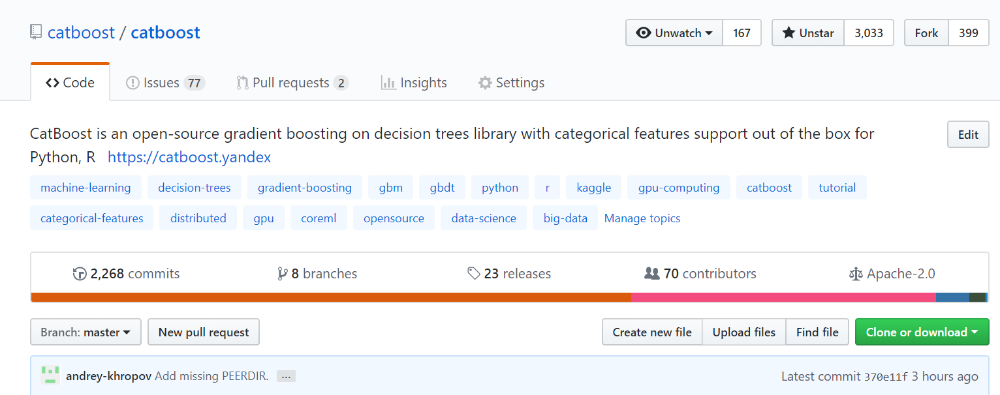 catboost / catboost Unwatch 167 Unstar 3,033 Fork 399
Code Issues 77 Pull requests 2 Insights Settings
CatBoost is an open-source gradient boosting on decision trees library with categorical features support out of the box for Edit
Python, R https://catboost.yandex
machine-learning decision-trees gradient-boosting gbm gbdt python r kaggle gpu-computing catboost tutorial
categorical-features distributed gpu coreml opensource data-science big-data Manage topics
2,268 commits 8 branches 23 releases 70 contributors Apache-2.0
Branch: master New pull request Create new file Upload files Find file Clone or download
andrey-khropov Add missing PEERDIR. ... Latest commit 370e11f 3 hours ago